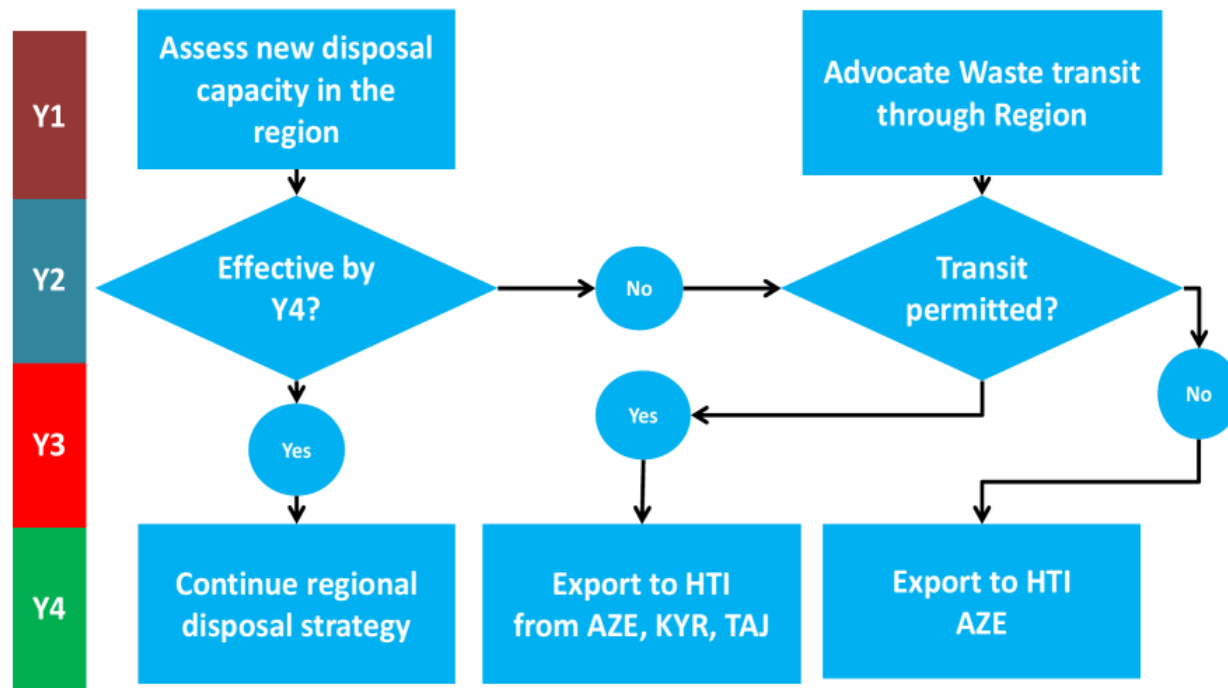 Y1
Assess new disposal
capacity in the
region
Advocate Waste transit
through Region
Y2
Effective by
Y4?
No
Transit
permitted?
Y3
Yes
Yes
No
Y4
Continue regional
disposal strategy
Export to HTI
from AZE, KYR, TAJ
Export to HTI
AZE